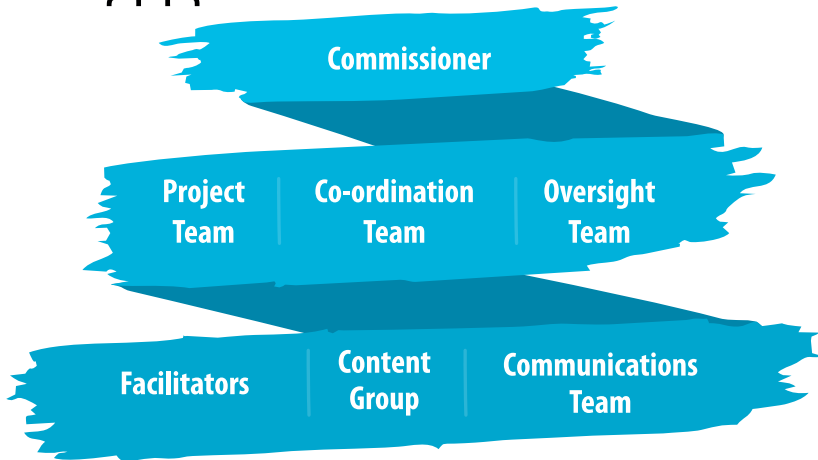 Commissioner
Project Co-ordination Oversight
Team Team Team
Facilitators
Content
Group
Communications
Team